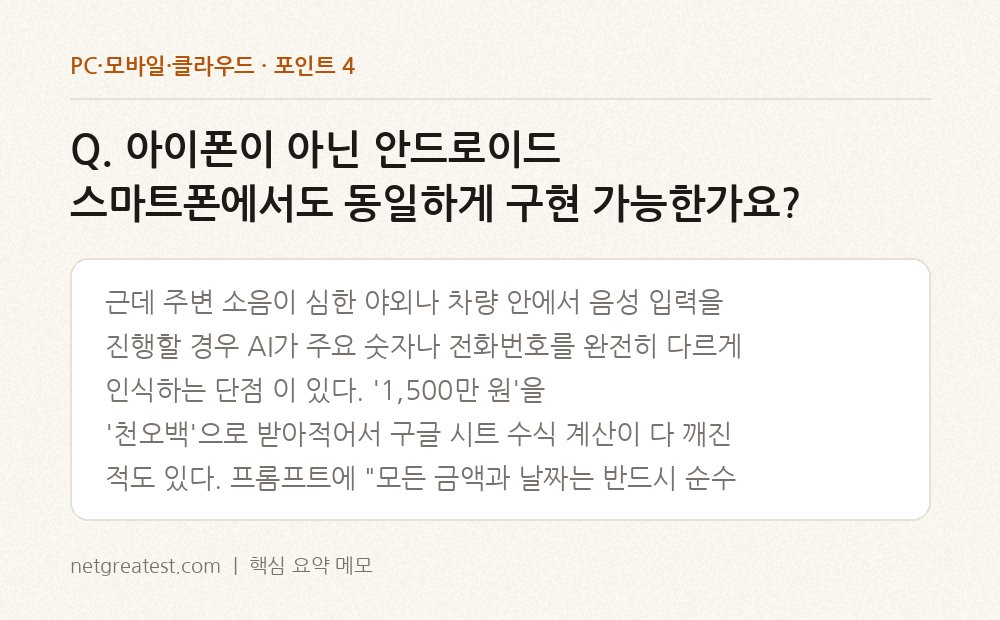 PC·모바일·클라우드 · 포인트 4
Q. 아이폰이 아닌 안드로이드
스마트폰에서도 동일하게 구현 가능한가요?
근데 주변 소음이 심한 야외나 차량 안에서 음성 입력을
진행할 경우 AI가 주요 숫자나 전화번호를 완전히 다르게
인식하는 단점 이 있다. '1,500만 원'을
'천오백'으로 받아적어서 구글 시트 수식 계산이 다 깨진
적도 있다. 프롬프트에 "모든 금액과 날짜는 반드시 순수
netgreatest.com | 핵심 요약 메모